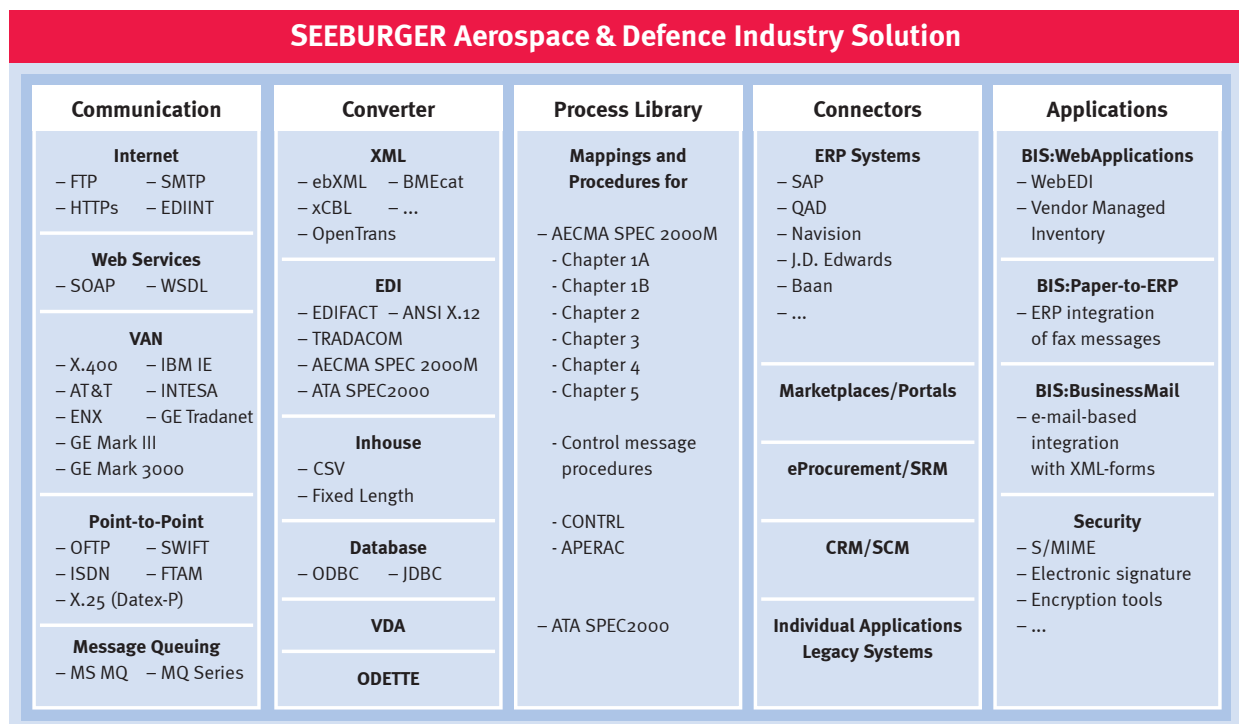 SEEBURGER Aerospace & Defence Industry Solution
Communication
Internet
– FTP – SMTP
– HTTPs – EDIINT
Web Services
– SOAP – WSDL
VAN
– X.400 – IBM IE
– AT&T – INTESA
– ENX – GE Tradanet
– GE Mark III
– GE Mark 3000
Point-to-Point
– OFTP – SWIFT
– ISDN – FTAM
– X.25 (Datex-P)
Message Queuing
– MS MQ – MQ Series
Converter
XML
– ebXML – BMEcat
– xCBL – ...
– OpenTrans
EDI
– EDIFACT – ANSI X.12
– TRADACOM
– AECMA SPEC 2000M
– ATA SPEC2000
Inhouse
– CSV
– Fixed Length
Database
– ODBC – JDBC
VDA
ODETTE
Process Library
Mappings and
Procedures for
– AECMA SPEC 2000M
- Chapter 1A
- Chapter 1B
- Chapter 2
- Chapter 3
- Chapter 4
- Chapter 5
- Control message
procedures
- CONTRL
- APERAC
– ATA SPEC2000
Connectors
ERP Systems
– SAP
– QAD
– Navision
– J.D. Edwards
– Baan
– ...
Marketplaces/Portals
eProcurement/SRM
CRM/SCM
Individual Applications
Legacy Systems
Applications
BIS:WebApplications
– WebEDI
– Vendor Managed
Inventory
BIS:Paper-to-ERP
– ERP integration
of fax messages
BIS:BusinessMail
– e-mail-based
integration
with XML-forms
Security
– S/MIME
– Electronic signature
– Encryption tools
– ...